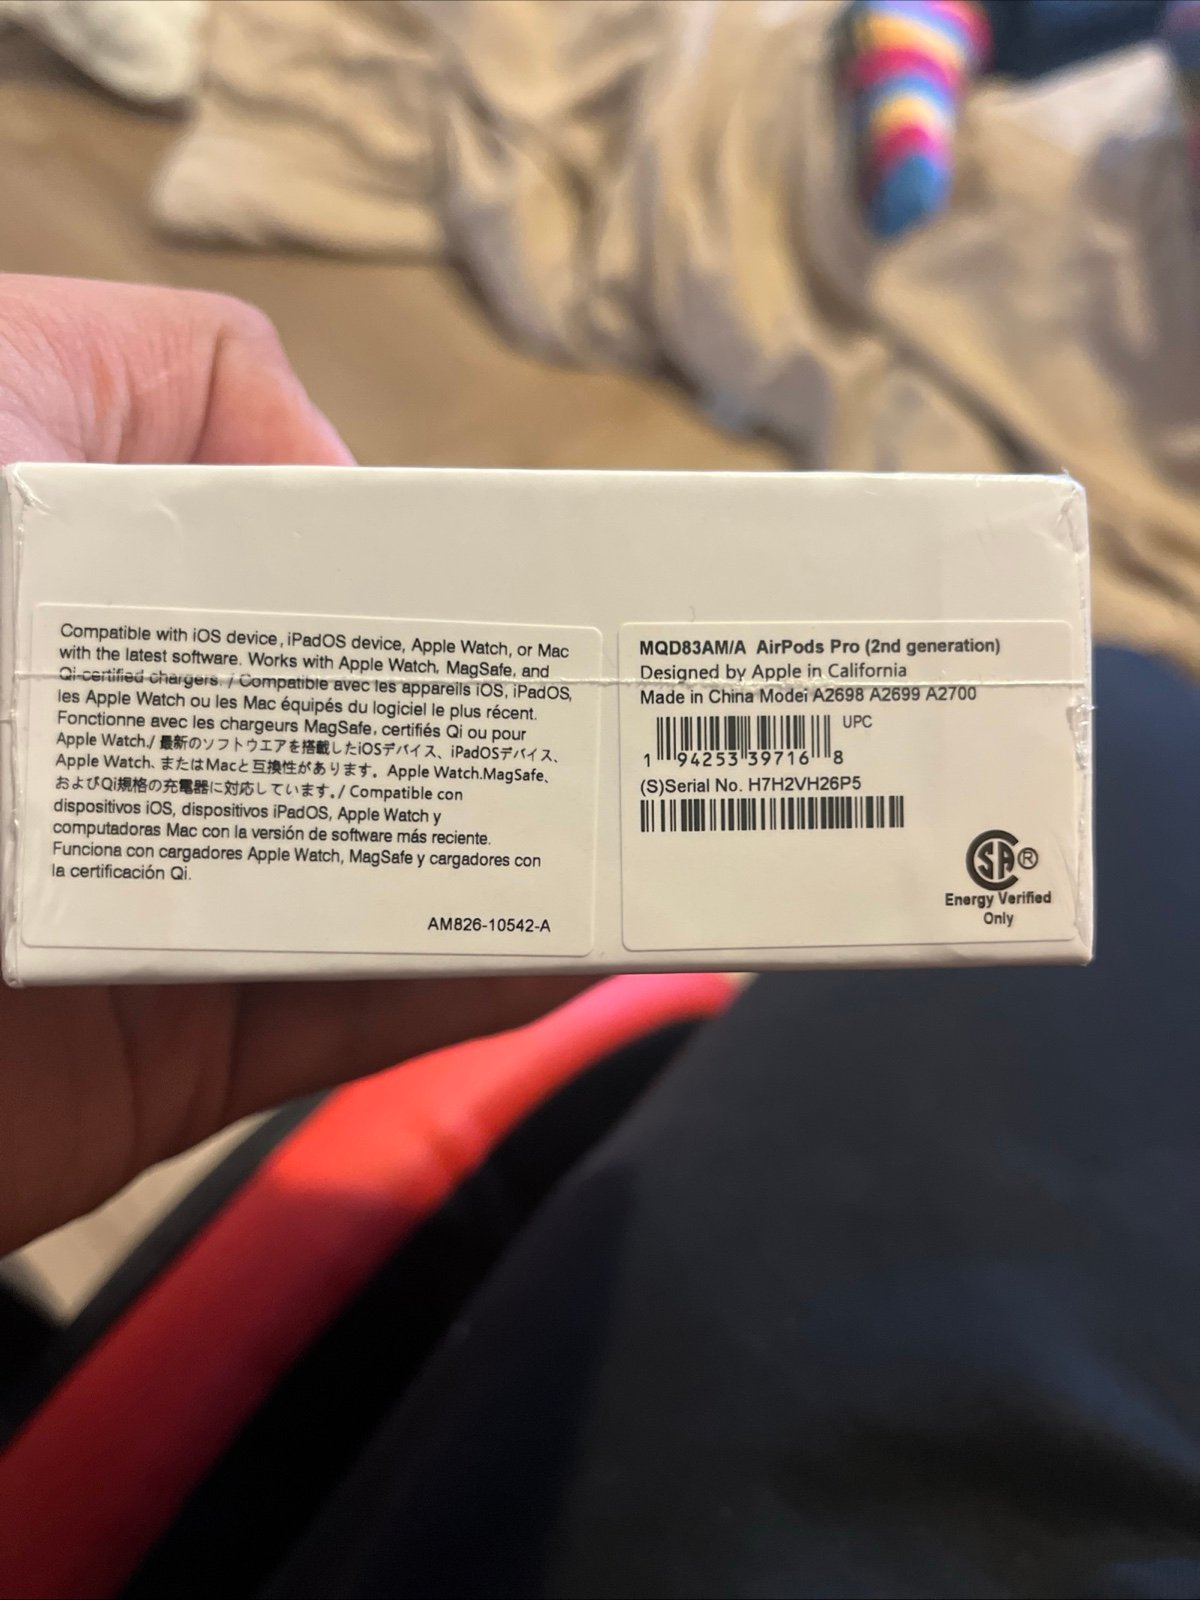 Compatible with iOS device, iPadOS device, Apple Watch, or Mac
with the latest software. Works with Apple Watch, MagSafe, and
Qi-certified chargers. / Compatible avec les appareils iOS, iPadOS,
les Apple Watch ou les Mac équipés du logiciel le plus récent.
Fonctionne avec les chargeurs MagSafe, certifiés Qi ou pour
Apple Watch./ 最新のソフトウエアを搭載したiOSデバイス、iPadOSデバイス、
Apple Watch、またはMacと互換性があります。Apple Watch.MagSafe、
およびQi規格の充電器に対応しています。/ Compatible con
dispositivos iOS, dispositivos iPadOS, Apple Watch y
computadoras Mac con la versión de software más reciente.
Funciona con cargadores Apple Watch, MagSafe y cargadores con
la certificación Qi.
AM826-10542-A
MQD83AM/A AirPods Pro (2nd generation)
Designed by Apple in California
Made in China Modei A2698 A2699 A2700
UPC
1 94253 39716 8
(S)Serial No. H7H2VH26P5
SA ®
Energy Verified
Only